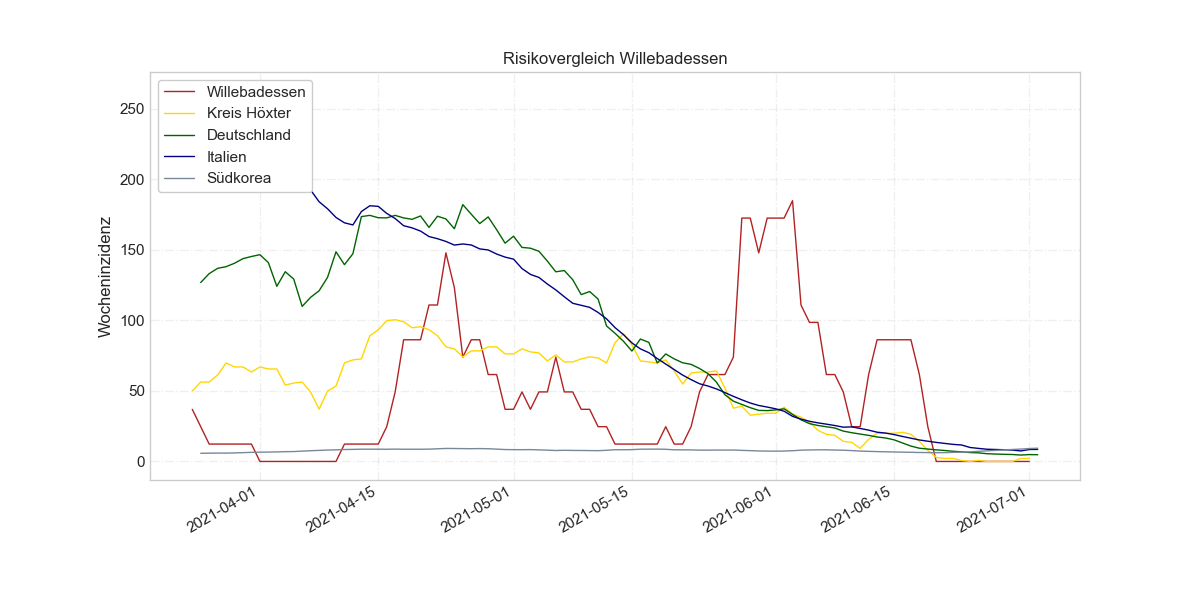 Risikovergleich Willebadessen
Willebadessen
Kreis Höxter
Deutschland
Italien
Südkorea
Wocheninzidenz
250
200
150
100
50
0
2021-04-01
2021-04-15
2021-05-01
2021-05-15
2021-06-01
2021-06-15
2021-07-01